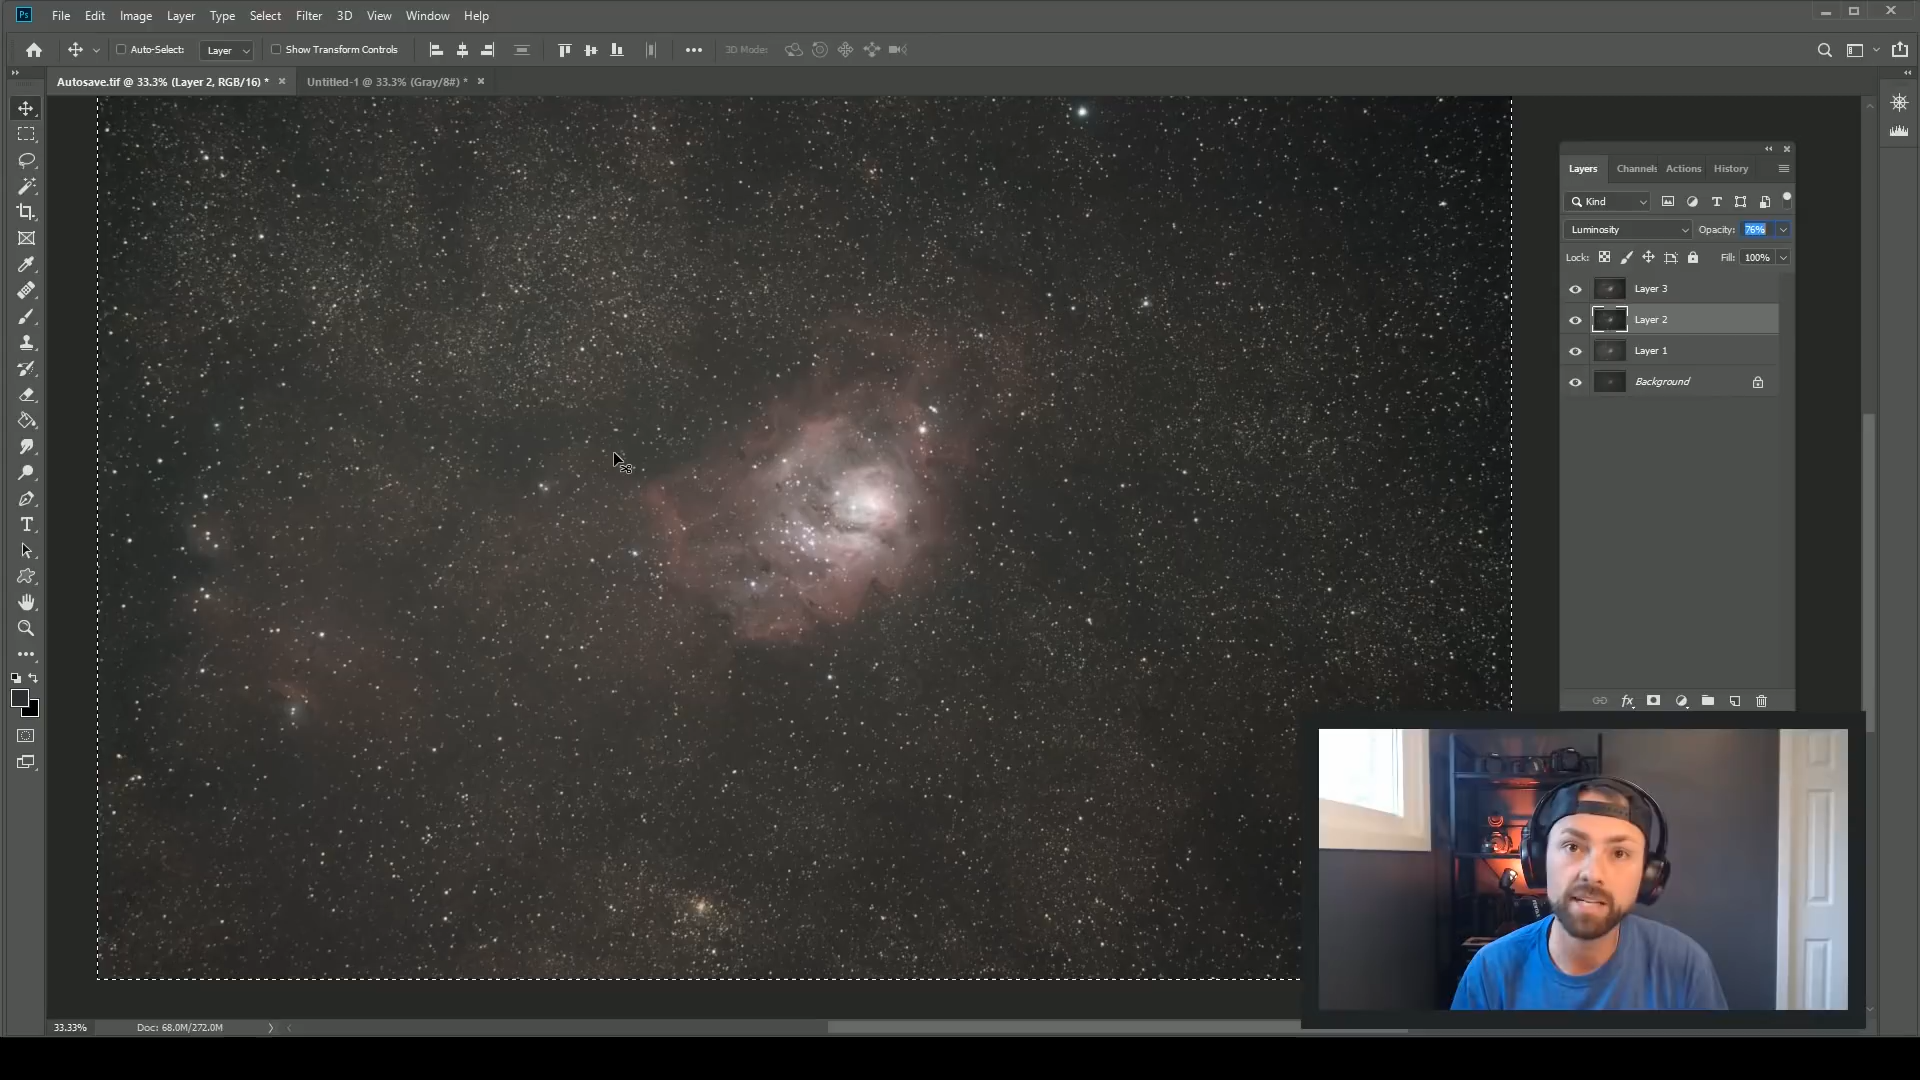 Ps File Edit Image Layer Type Select Filter 3D View Window Help
Auto-Select: Layer Show Transform Controls 3D Mode:
Autosave.tif @ 33.3% (Layer 2, RGB/16) * Untitled-1 @ 33.3% (Gray/8#) *
Layers Channels Actions History
Kind
Luminosity Opacity: 76%
Lock: Fill: 100%
Layer 3
Layer 2
Layer 1
Background
33.33% Doc: 68.0M/272.0M